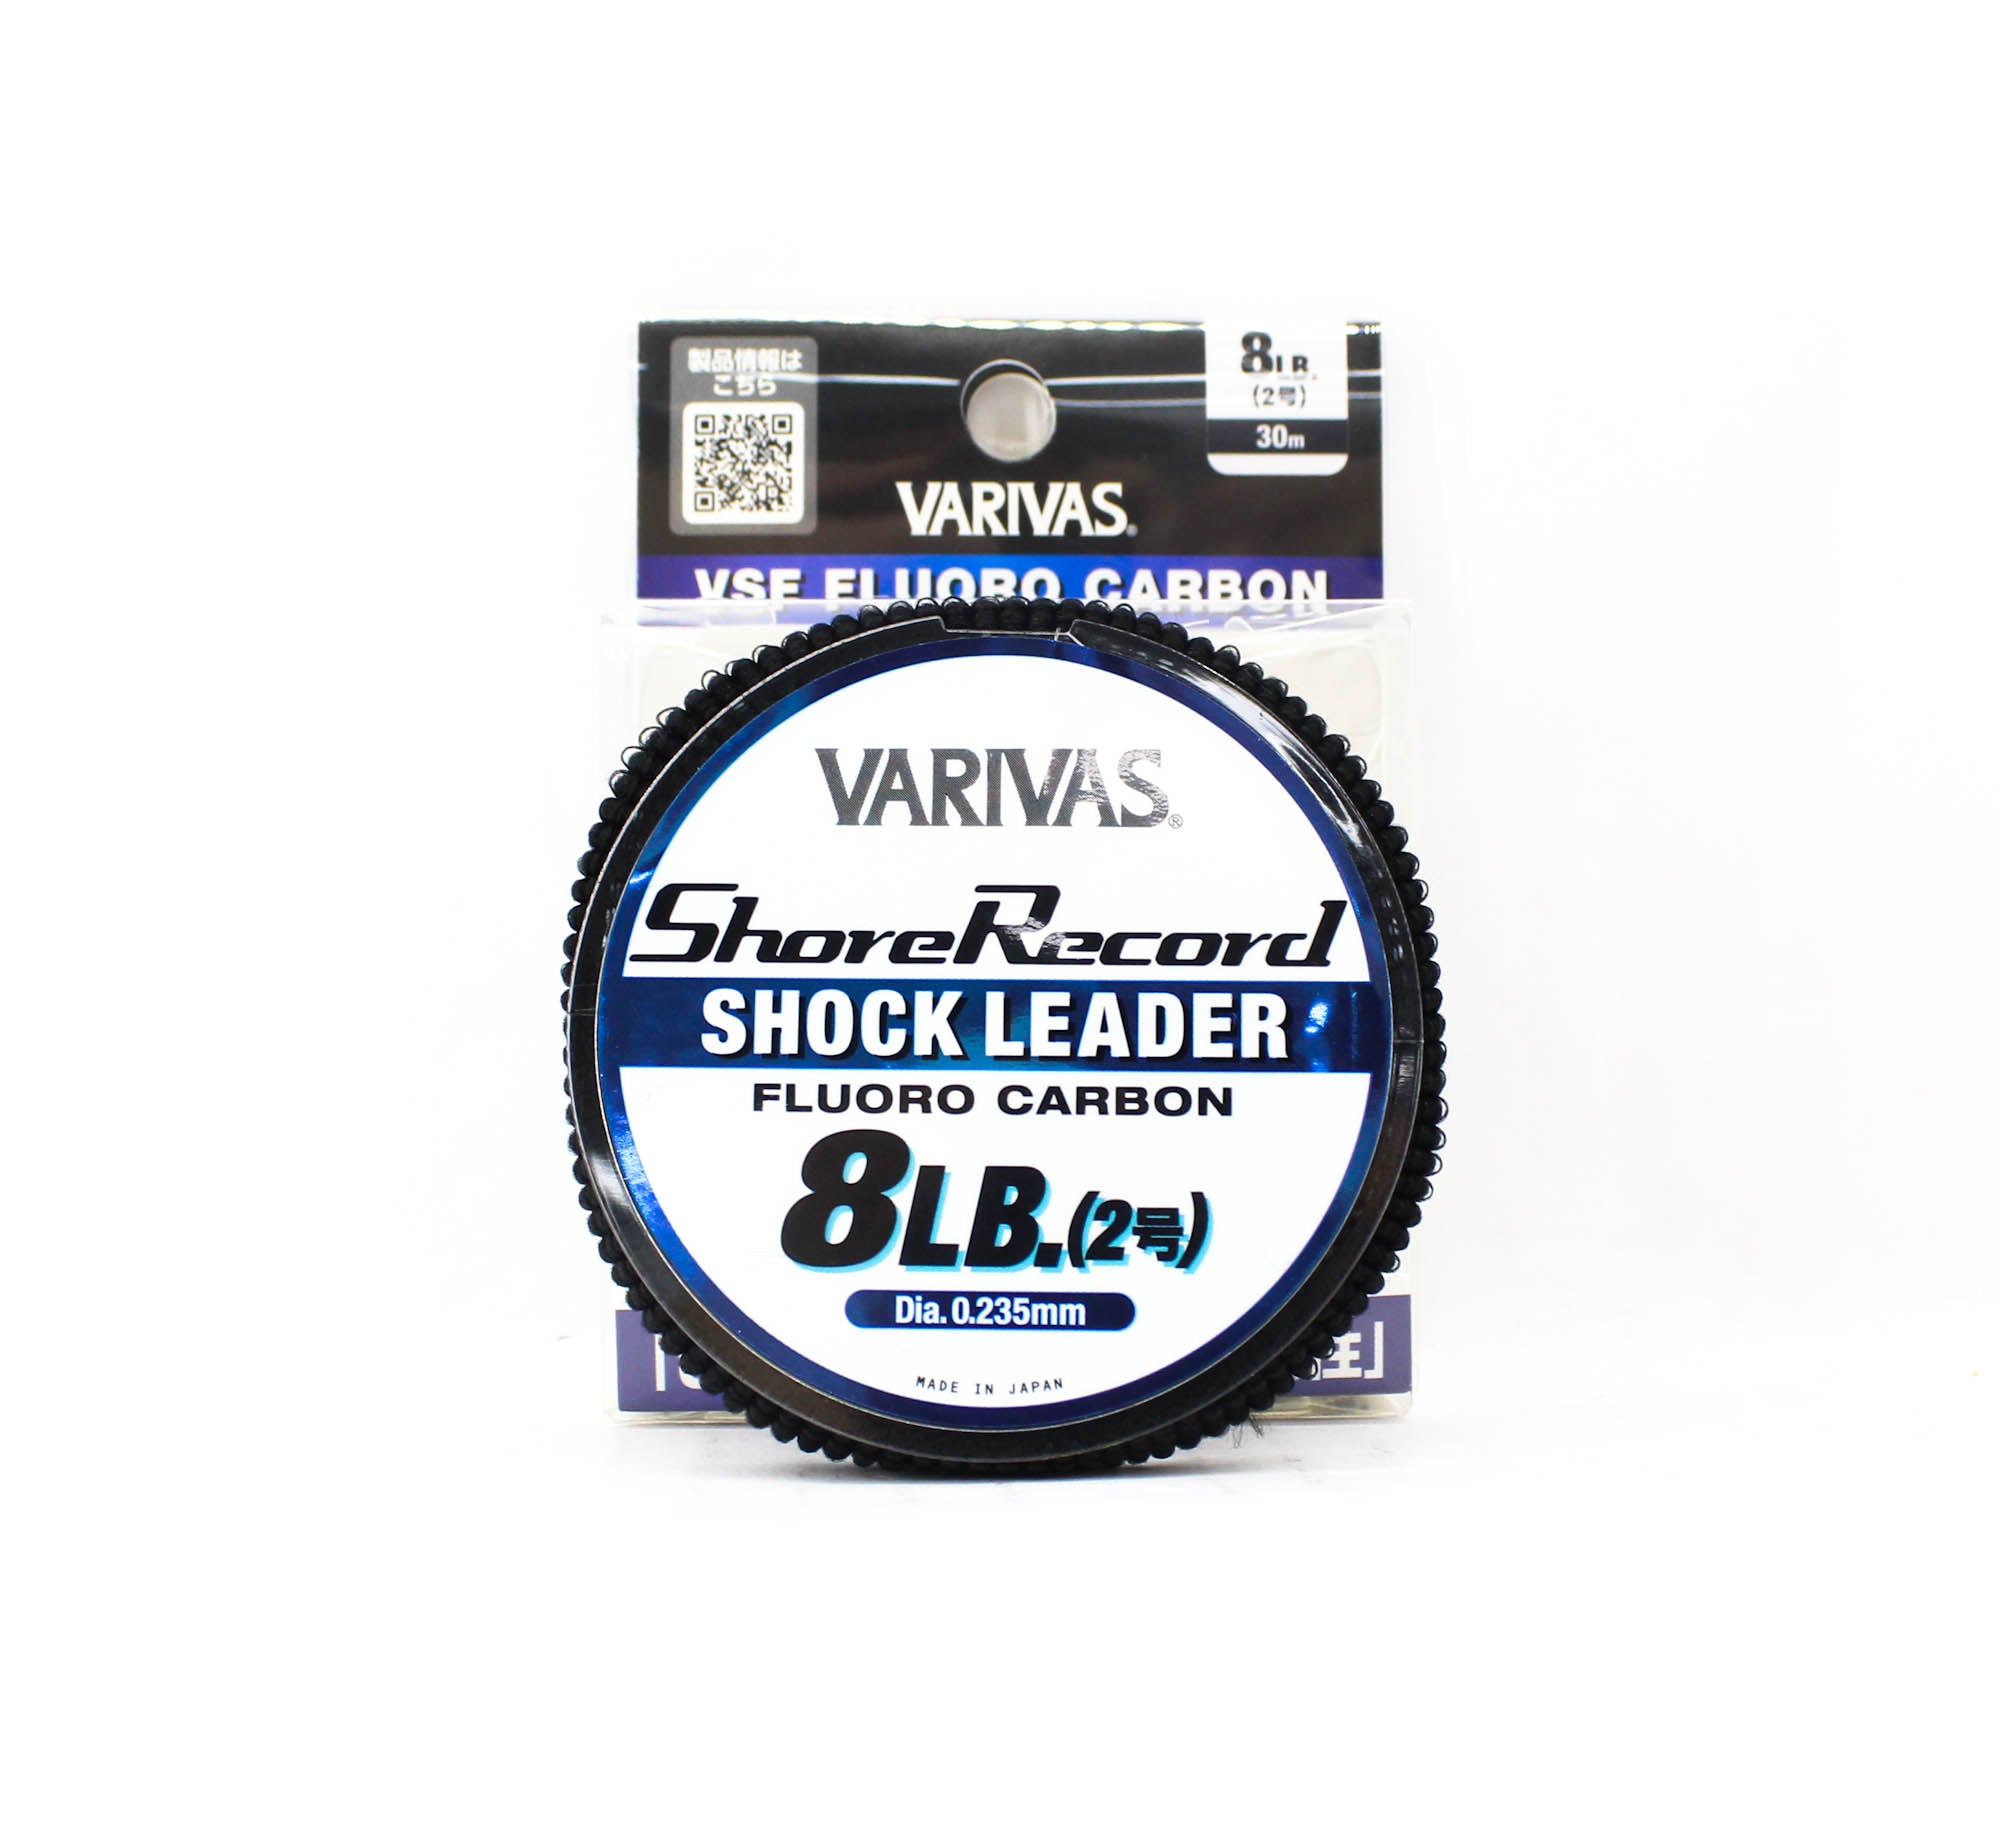 製品情報は
こちら
8LB.
(2号)
30m
VARIVAS®
VSF FLUORO CARBON
VARIVAS®
ShoreRecord
SHOCK LEADER
FLUORO CARBON
8LB.(2号)
Dia. 0.235mm
MADE IN JAPAN